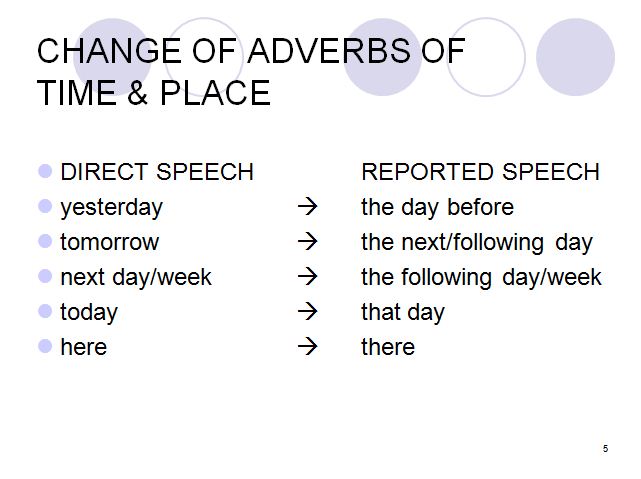 CHANGE OF ADVERBS OF
TIME & PLACE
DIRECT SPEECH REPORTED SPEECH
yesterday → the day before
tomorrow → the next/following day
next day/week → the following day/week
today → that day
here → there
5